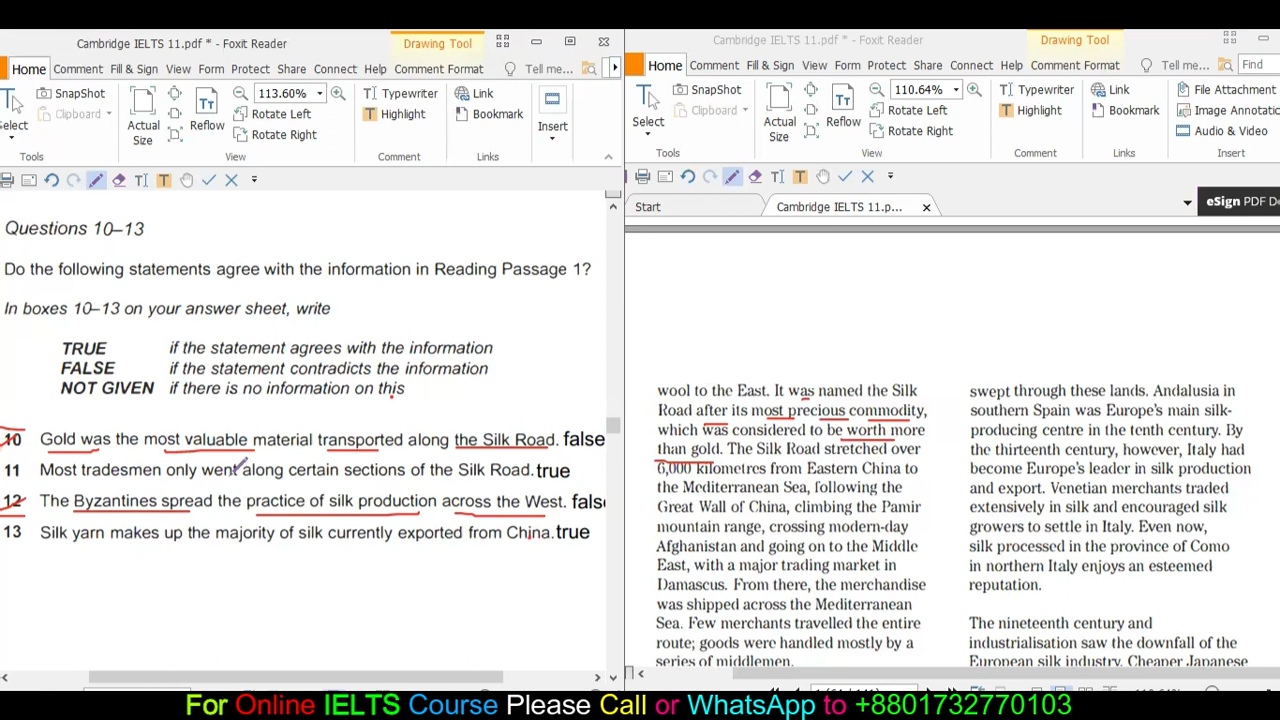 Cambridge IELTS 11.pdf * - Foxit Reader
Drawing Tool
Home Comment Fill & Sign View Form Protect Share Connect Help Comment Format Tell me...
SnapShot
Clipboard
Select
Actual Size
Reflow
113.60%
Rotate Left
Rotate Right
Typewriter
Highlight
Link
Bookmark
Insert
Tools View Comment Links
Questions 10–13
Do the following statements agree with the information in Reading Passage 1?
In boxes 10–13 on your answer sheet, write
TRUE if the statement agrees with the information
FALSE if the statement contradicts the information
NOT GIVEN if there is no information on this
10 Gold was the most valuable material transported along the Silk Road. false
11 Most tradesmen only went along certain sections of the Silk Road. true
12 The Byzantines spread the practice of silk production across the West. false
13 Silk yarn makes up the majority of silk currently exported from China. true
Cambridge IELTS 11.pdf * - Foxit Reader
Drawing Tool
Home Comment Fill & Sign View Form Protect Share Connect Help Comment Format Tell me... Find
Select
SnapShot
Clipboard
Actual Size
Reflow
110.64%
Rotate Left
Rotate Right
Typewriter
Highlight
Link
Bookmark
File Attachment
Image Annotation
Audio & Video
Tools View Comment Links Insert
Start
Cambridge IELTS 11.p...
eSign PDF
wool to the East. It was named the Silk
Road after its most precious commodity,
which was considered to be worth more
than gold. The Silk Road stretched over
6,000 kilometres from Eastern China to
the Mediterranean Sea, following the
Great Wall of China, climbing the Pamir
mountain range, crossing modern-day
Afghanistan and going on to the Middle
East, with a major trading market in
Damascus. From there, the merchandise
was shipped across the Mediterranean
Sea. Few merchants travelled the entire
route; goods were handled mostly by a
series of middlemen.
swept through these lands. Andalusia in
southern Spain was Europe's main silk-
producing centre in the tenth century. By
the thirteenth century, however, Italy had
become Europe's leader in silk production
and export. Venetian merchants traded
extensively in silk and encouraged silk
growers to settle in Italy. Even now,
silk processed in the province of Como
in northern Italy enjoys an esteemed
reputation.
The nineteenth century and
industrialisation saw the downfall of the
European silk industry. Cheaper Japanese
For Online IELTS Course Please Call or WhatsApp to +8801732770103